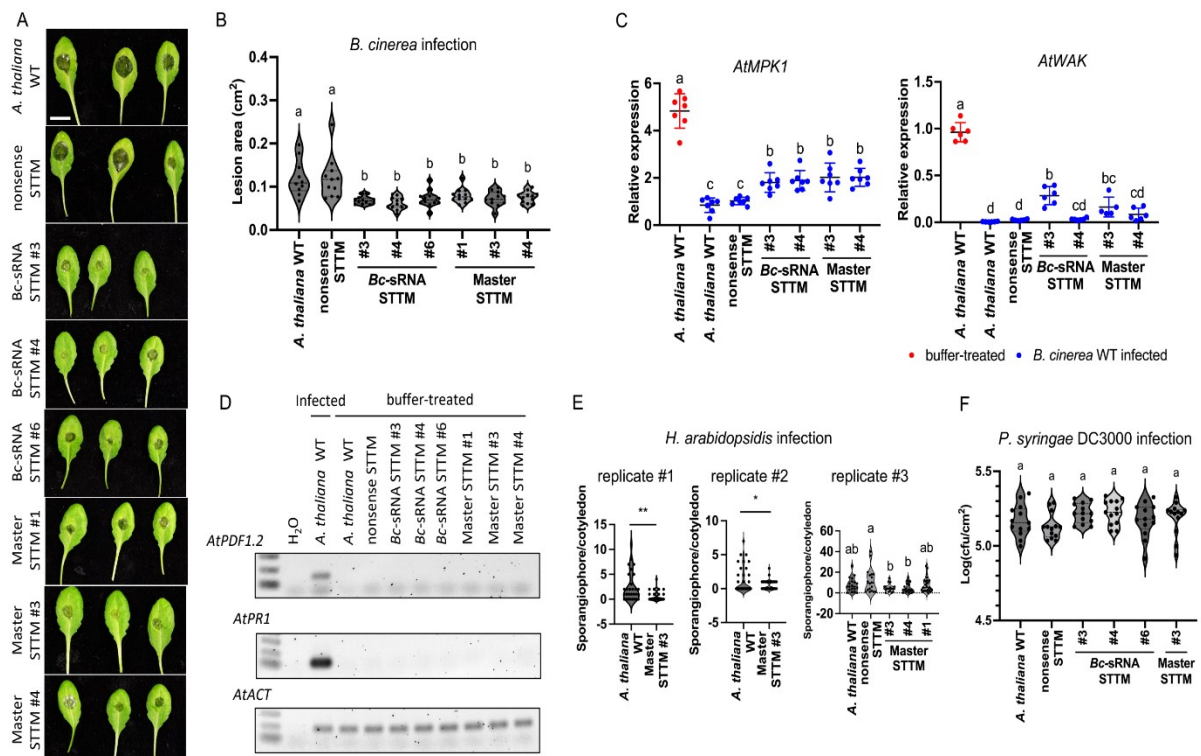 A
A. thaliana
WT
nonsense
STTM
Bc-sRNA
STTM #3
Bc-sRNA
STTM #4
Bc-sRNA
STTM #6
Master
STTM #1
Master
STTM #3
Master
STTM #4
B
B. cinerea infection
Lesion area (cm2)
0.4
0.3
0.2
0.1
0.0
a
a
b
b
b
b
b
b
A. thaliana WT
nonsense
STTM
#3
#4
#6
#1
#3
#4
Bc-sRNA
STTM
Master
STTM
C
AtMPK1
Relative expression
6
4
2
0
a
c
c
b
b
b
b
A. thaliana WT
A. thaliana WT
nonsense
STTM
#3
#4
#3
#4
Bc-sRNA
STTM
Master
STTM
AtWAK
Relative expression
1.5
1.0
0.5
0.0
a
d
d
b
cd
bc
cd
A. thaliana WT
A. thaliana WT
nonsense
STTM
#3
#4
#3
#4
Bc-sRNA
STTM
Master
STTM
buffer-treated
B. cinerea WT infected
D
Infected
buffer-treated
H2O
A. thaliana WT
A. thaliana WT
nonsense STTM
Bc-sRNA STTM #3
Bc-sRNA STTM #4
Bc-sRNA STTM #6
Master STTM #1
Master STTM #3
Master STTM #4
AtPDF1.2
AtPR1
AtACT
E
H. arabidopsidis infection
replicate #1
Sporangiophore/cotyledon
15
10
5
0
-5
**
A. thaliana
WT
Master
STTM #3
replicate #2
Sporangiophore/cotyledon
10
5
0
-5
*
A. thaliana
WT
Master
STTM #3
replicate #3
Sporangiophore/cotyledon
80
60
40
20
0
-20
ab
a
b
b
ab
A. thaliana WT
nonsense
STTM
#3
#4
#1
Master
STTM
F
P. syringae DC3000 infection
Log(cfu/cm2)
5.5
5.0
4.5
a
a
a
a
a
a
A. thaliana WT
nonsense
STTM
#3
#4
#6
#3
Bc-sRNA
STTM
Master
STTM